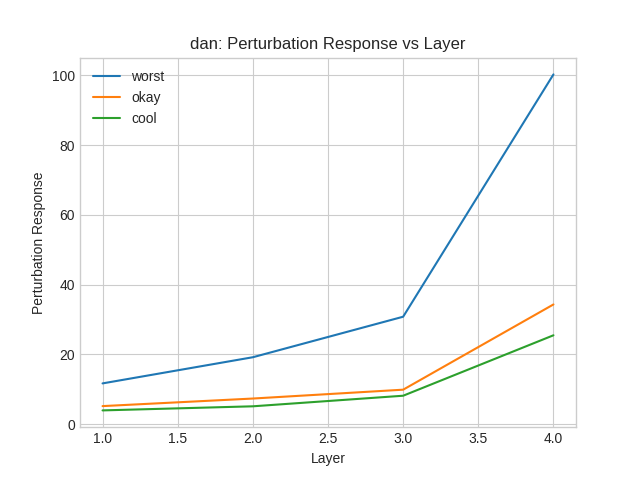 dan: Perturbation Response vs Layer
worst
okay
cool
100
80
60
40
20
0
Perturbation Response
1.0 1.5 2.0 2.5 3.0 3.5 4.0
Layer